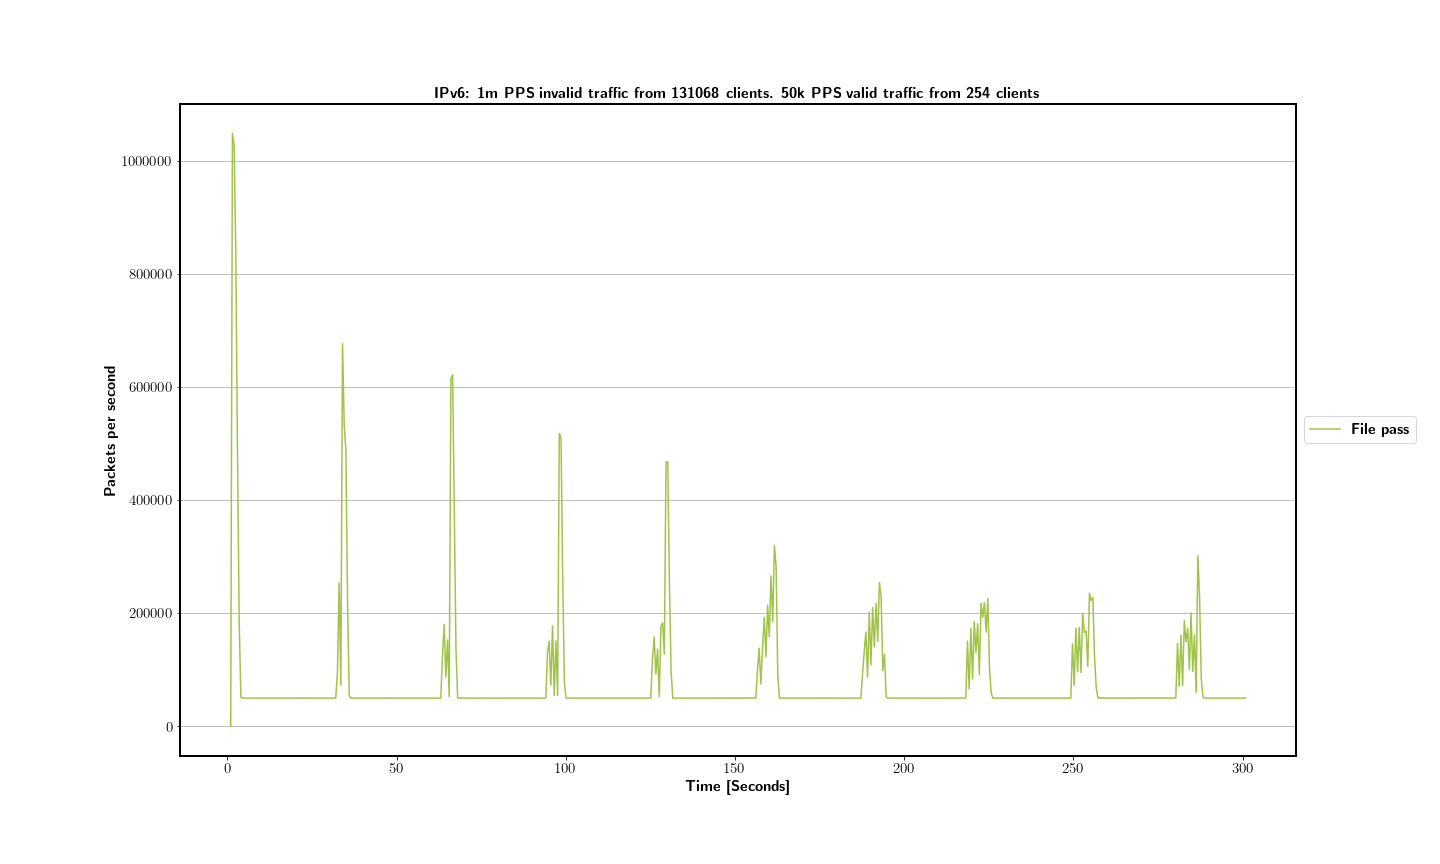 IPv6: 1m PPS invalid traffic from 131068 clients. 50k PPS valid traffic from 254 clients
1000000
800000
600000
400000
200000
0
Packets per second
File pass
0 50 100 150 200 250 300
Time [Seconds]